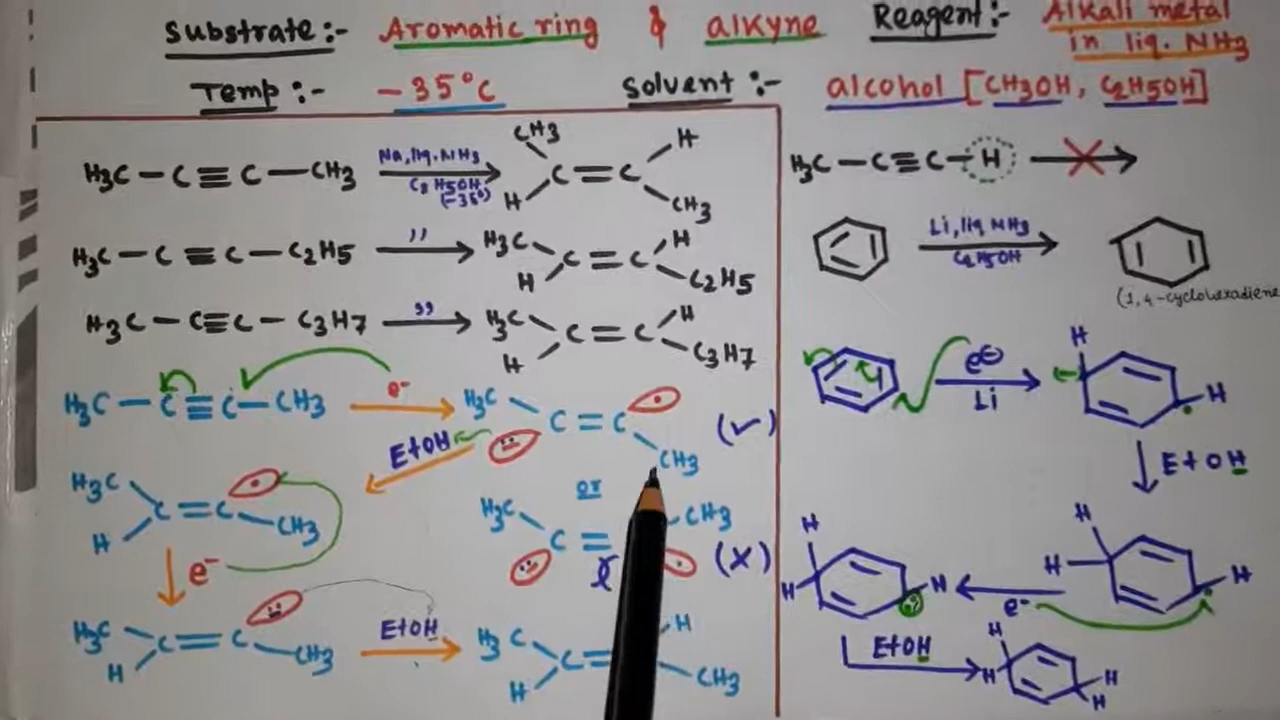 Substrate:- Aromatic ring & alkyne Reagent:- Alkali metal in liq. NH3
Temp:- -35°C Solvent:- alcohol [CH3OH, C2H5OH]
H3C-C≡C-CH3 Na, liq. NH3 C2H5OH (-35°) CH3 H C=C H CH3
H3C-C≡C-C2H5 ,, H3C H C=C H C2H5
H3C-C≡C-C3H7 ,, H3C H C=C H C3H7
H3C-C≡C-CH3 e- H3C C=C CH3 (✓)
EtOH
or
H3C C= CH3 (X)
H3C H C=C CH3
e-
H3C H C=C CH3 EtOH H3C H C= H CH3
H3C-C≡C-H X
Li, liq NH3 C2H5OH
(1,4-cyclohexadiene
e⊖ Li H H
EtOH
H H H
e-
H H H
EtOH H H H H